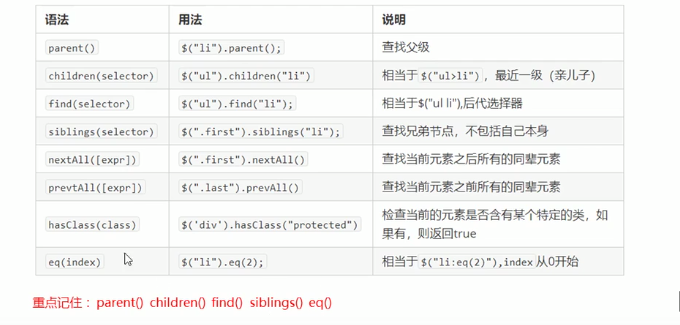 语法 用法 说明
parent() $("li").parent(); 查找父级
children(selector) $("ul").children("li") 相当于$("ul>li")，最近一级（亲儿子）
find(selector) $("ul").find("li"); 相当于$("ul li"),后代选择器
siblings(selector) $(".first").siblings("li"); 查找兄弟节点，不包括自己本身
nextAll([expr]) $(".first").nextAll() 查找当前元素之后所有的同辈元素
prevtAll([expr]) $(".last").prevAll() 查找当前元素之前所有的同辈元素
hasClass(class) $('div').hasClass("protected") 检查当前的元素是否含有某个特定的类，如
果有，则返回true
eq(index) $("li").eq(2); 相当于$("li:eq(2)"),index从0开始
重点记住：parent() children() find() siblings() eq()